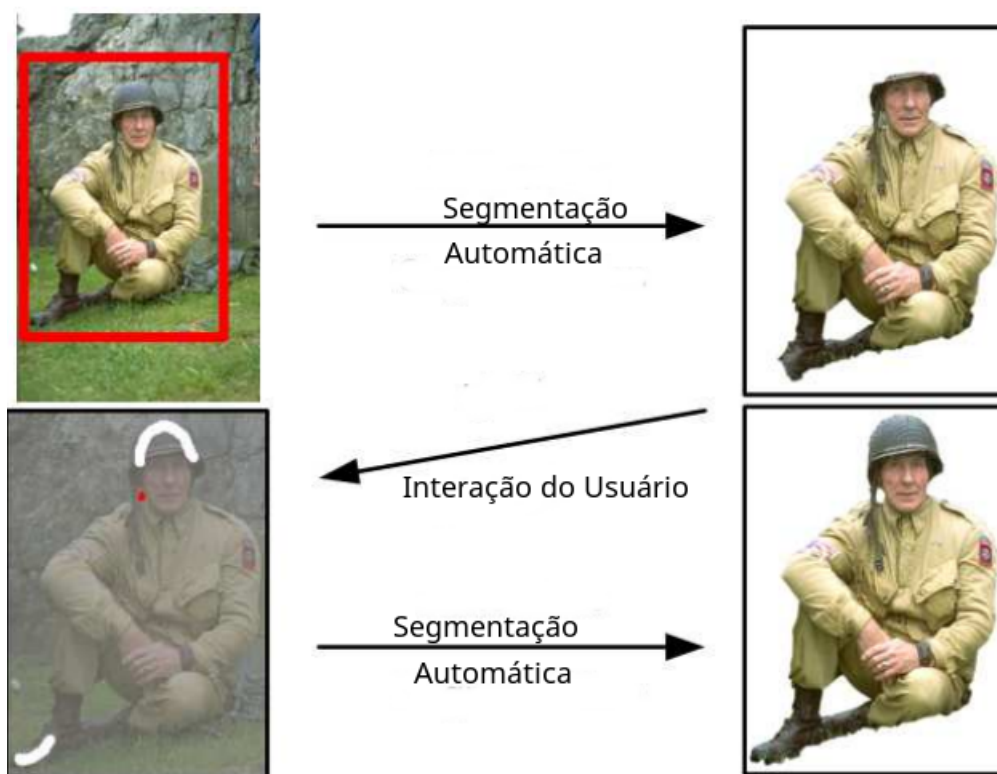 Segmentação
Automática
Interação do Usuário
Segmentação
Automática